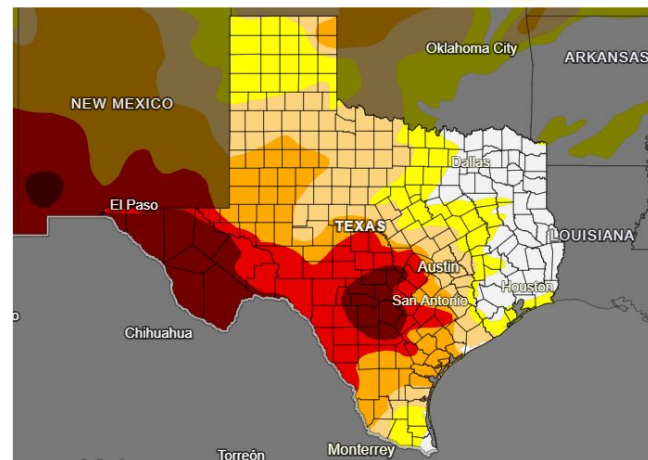 Oklahoma City
ARKANSAS
NEW MEXICO
Dallas
El Paso
TEXAS
LOUISIANA
Austin
Houston
San Antonio
Chihuahua
Monterrey
Torreón